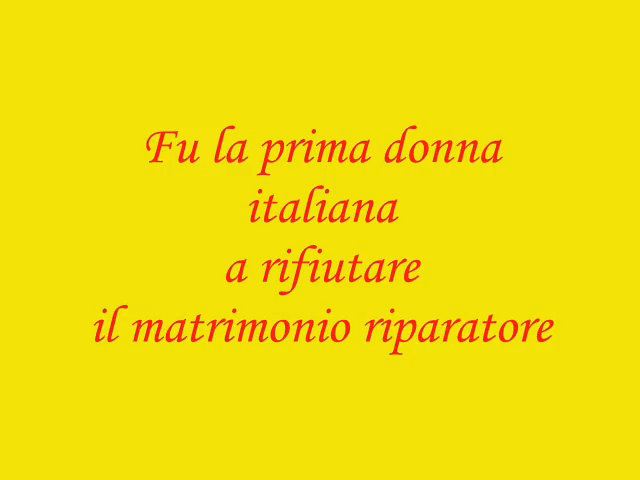 Fu la prima donna
italiana
a rifiutare
il matrimonio riparatore